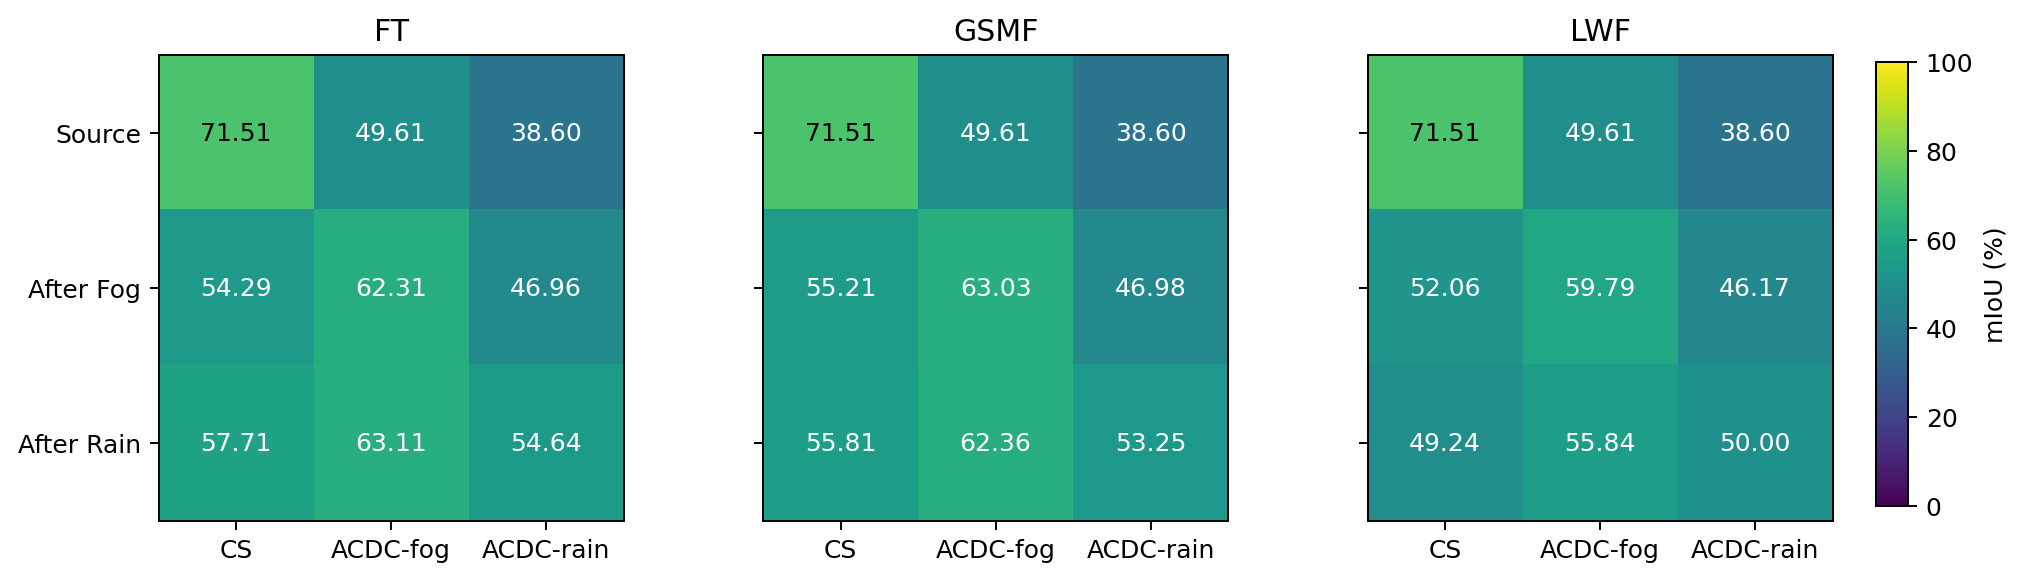 FT GSMF LWF
Source 71.51 49.61 38.60 71.51 49.61 38.60 71.51 49.61 38.60
After Fog 54.29 62.31 46.96 55.21 63.03 46.98 52.06 59.79 46.17
After Rain 57.71 63.11 54.64 55.81 62.36 53.25 49.24 55.84 50.00
CS ACDC-fog ACDC-rain CS ACDC-fog ACDC-rain CS ACDC-fog ACDC-rain
100
80
60
40
20
0
mIoU (%)